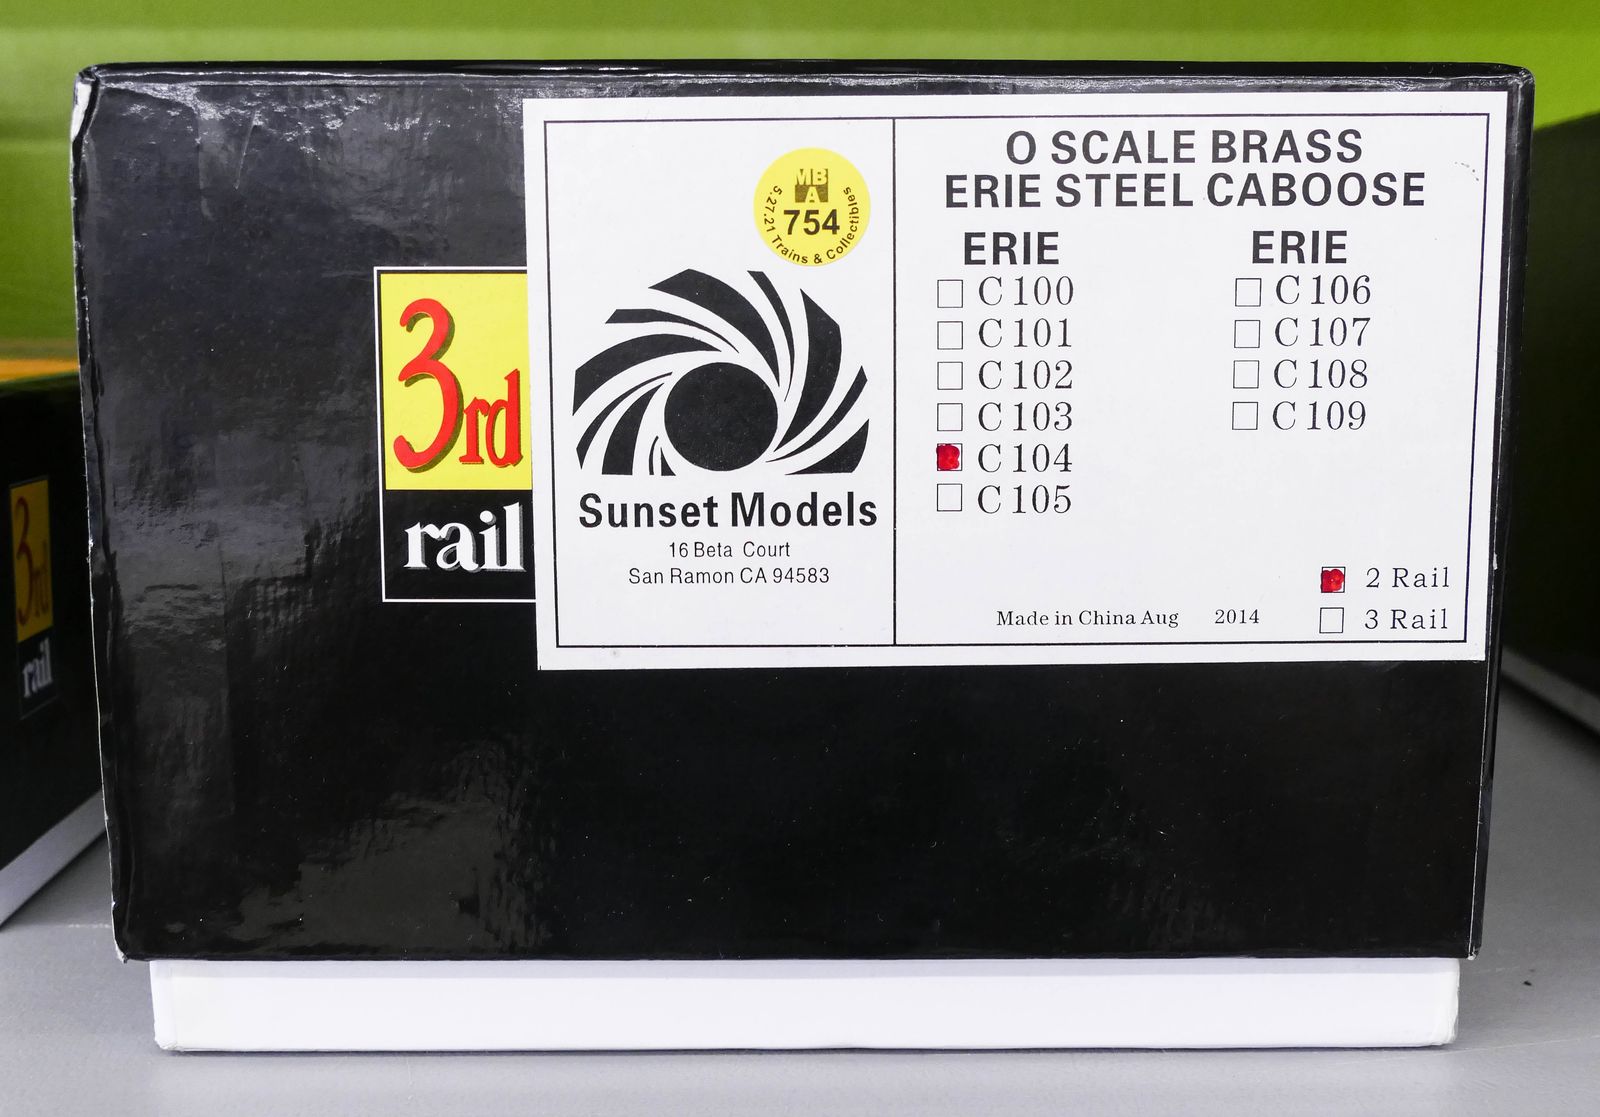 3rd
rail
MB
A
754
5.27.21 Trains & Collectibles
Sunset Models
16 Beta Court
San Ramon CA 94583
O SCALE BRASS
ERIE STEEL CABOOSE
ERIE
C 100
C 101
C 102
C 103
C 104
C 105
ERIE
C 106
C 107
C 108
C 109
2 Rail
3 Rail
Made in China Aug 2014
3rd
rail